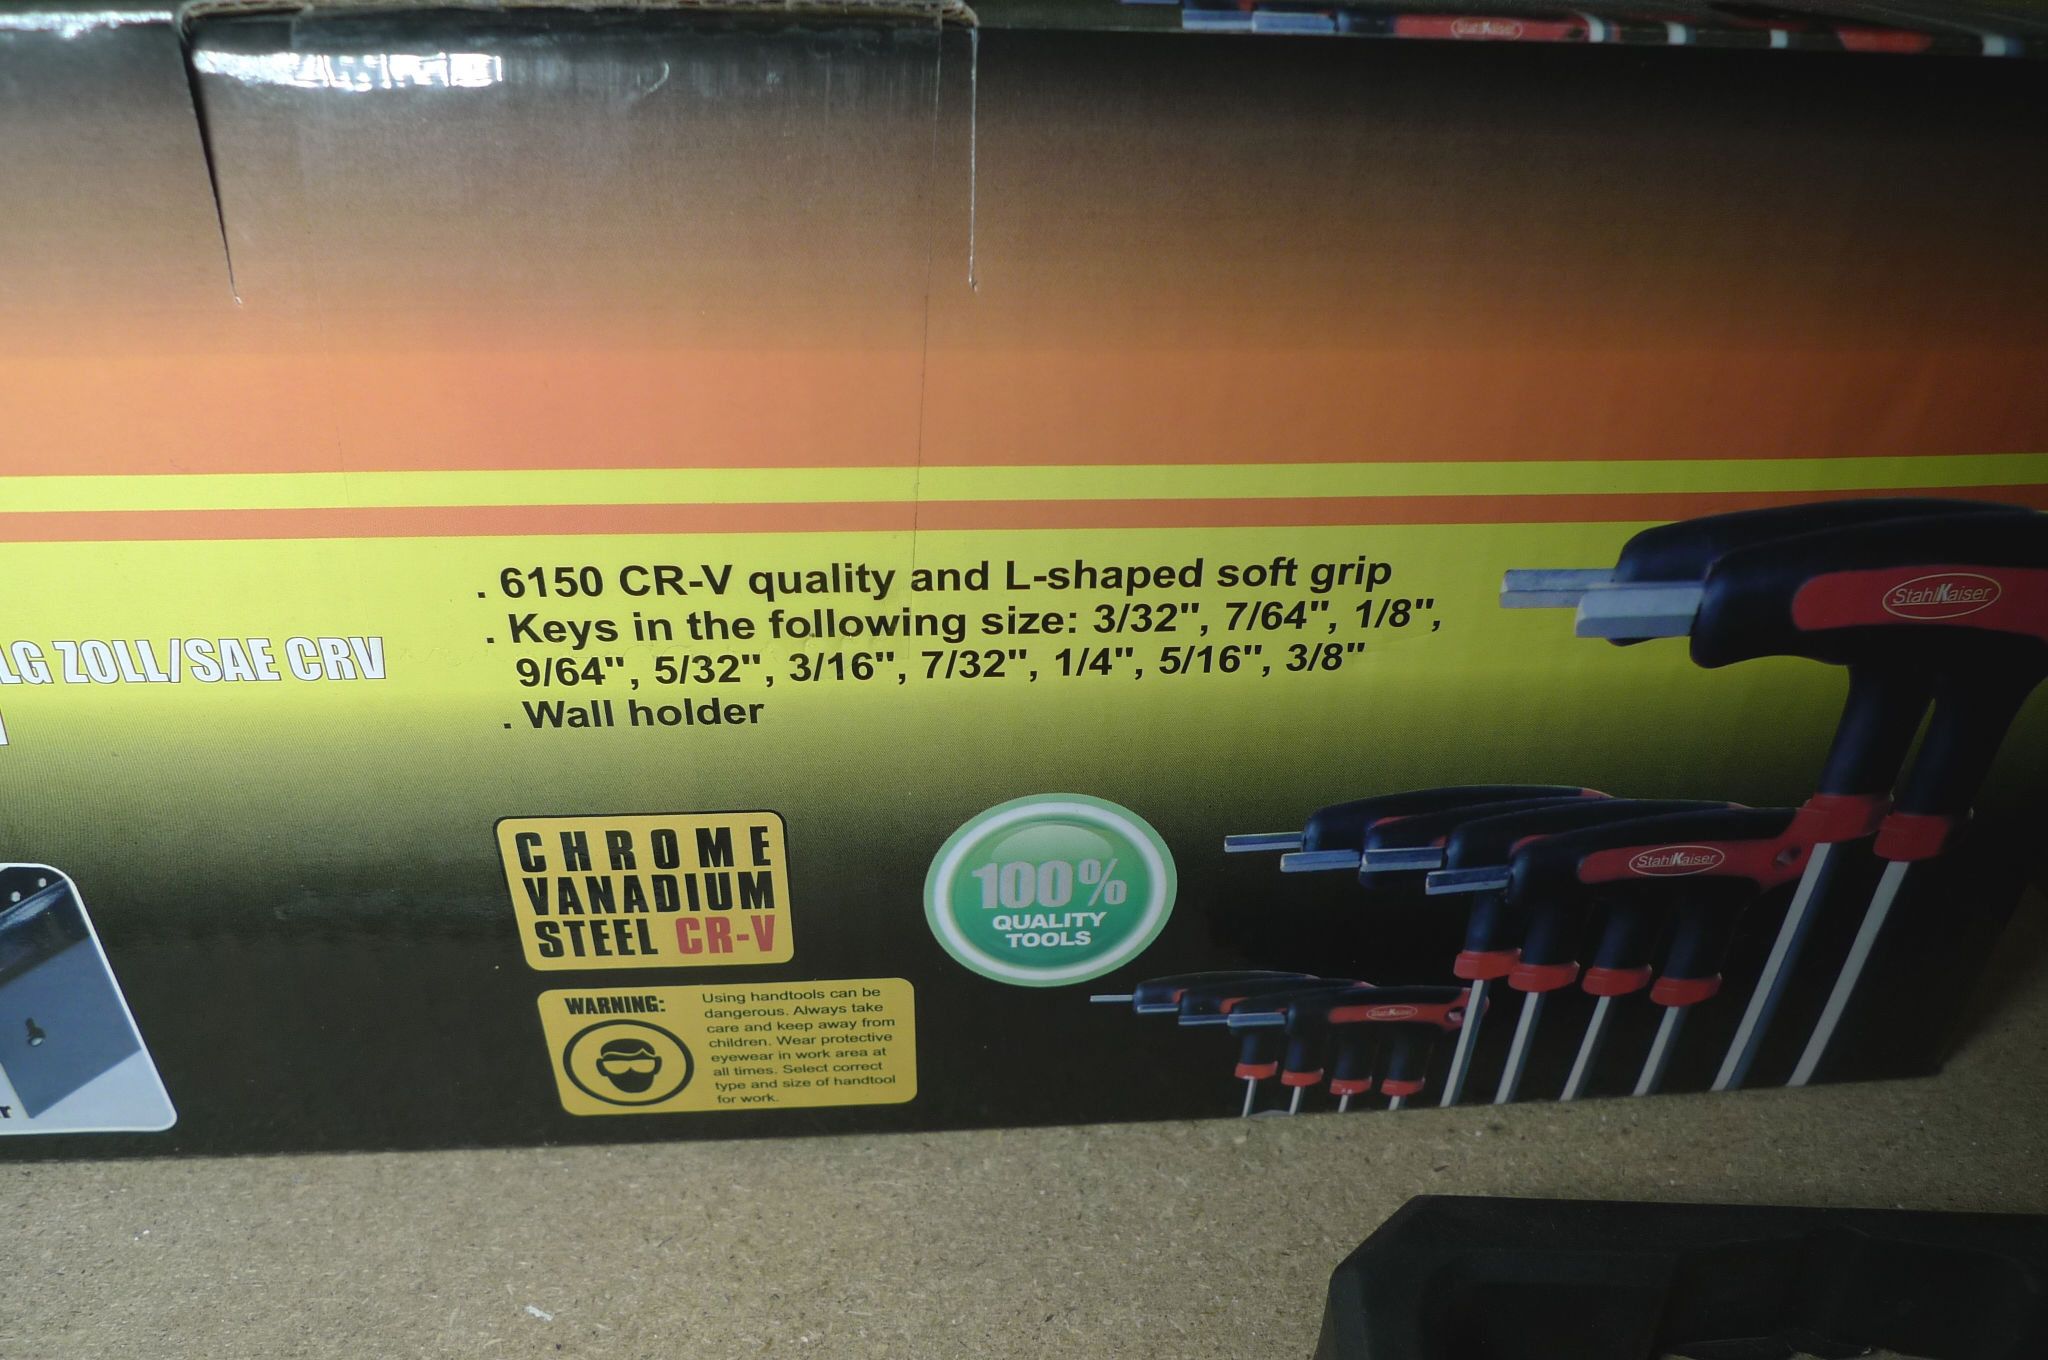 StahlKaiser
. 6150 CR-V quality and L-shaped soft grip
. Keys in the following size: 3/32", 7/64", 1/8",
9/64", 5/32", 3/16", 7/32", 1/4", 5/16", 3/8"
. Wall holder
StahlKaiser
LG ZOLL/SAE CRV
CHROME
VANADIUM
STEEL CR-V
100%
QUALITY
TOOLS
StahlKaiser
StahlKaiser
WARNING:
Using handtools can be
dangerous. Always take
care and keep away from
children. Wear protective
eyewear in work area at
all times. Select correct
type and size of handtool
for work.